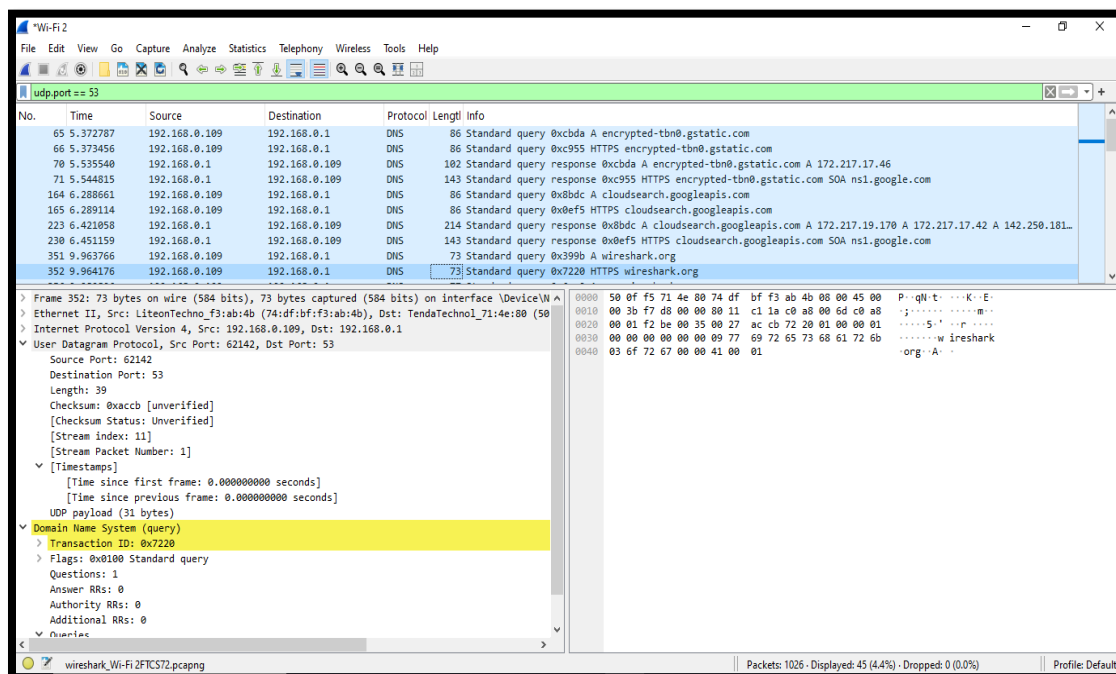 *Wi-Fi 2
File Edit View Go Capture Analyze Statistics Telephony Wireless Tools Help
udp.port == 53
No. Time Source Destination Protocol Lengtl Info
65 5.372787 192.168.0.109 192.168.0.1 DNS 86 Standard query 0xcbda A encrypted-tbn0.gstatic.com
66 5.373456 192.168.0.109 192.168.0.1 DNS 86 Standard query 0xc955 HTTPS encrypted-tbn0.gstatic.com
70 5.535540 192.168.0.1 192.168.0.109 DNS 102 Standard query response 0xcbda A encrypted-tbn0.gstatic.com A 172.217.17.46
71 5.544815 192.168.0.1 192.168.0.109 DNS 143 Standard query response 0xc955 HTTPS encrypted-tbn0.gstatic.com SOA ns1.google.com
164 6.288661 192.168.0.109 192.168.0.1 DNS 86 Standard query 0x8bdc A cloudsearch.googleapis.com
165 6.289114 192.168.0.109 192.168.0.1 DNS 86 Standard query 0x0ef5 HTTPS cloudsearch.googleapis.com
223 6.421058 192.168.0.1 192.168.0.109 DNS 214 Standard query response 0x8bdc A cloudsearch.googleapis.com A 172.217.19.170 A 172.217.17.42 A 142.250.181…
230 6.451159 192.168.0.1 192.168.0.109 DNS 143 Standard query response 0x0ef5 HTTPS cloudsearch.googleapis.com SOA ns1.google.com
351 9.963766 192.168.0.109 192.168.0.1 DNS 73 Standard query 0x399b A wireshark.org
352 9.964176 192.168.0.109 192.168.0.1 DNS 73 Standard query 0x7220 HTTPS wireshark.org
Frame 352: 73 bytes on wire (584 bits), 73 bytes captured (584 bits) on interface \Device\N
Ethernet II, Src: LiteonTechno_f3:ab:4b (74:df:bf:f3:ab:4b), Dst: TendaTechnol_71:4e:80 (50
Internet Protocol Version 4, Src: 192.168.0.109, Dst: 192.168.0.1
User Datagram Protocol, Src Port: 62142, Dst Port: 53
Source Port: 62142
Destination Port: 53
Length: 39
Checksum: 0xaccb [unverified]
[Checksum Status: Unverified]
[Stream index: 11]
[Stream Packet Number: 1]
[Timestamps]
[Time since first frame: 0.000000000 seconds]
[Time since previous frame: 0.000000000 seconds]
UDP payload (31 bytes)
Domain Name System (query)
Transaction ID: 0x7220
Flags: 0x0100 Standard query
Questions: 1
Answer RRs: 0
Authority RRs: 0
Additional RRs: 0
Queries
0000 50 0f f5 71 4e 80 74 df bf f3 ab 4b 08 00 45 00 P··qN·t· ···K··E·
0010 00 3b f7 d8 00 00 80 11 c1 1a c0 a8 00 6d c0 a8 ·;······ ·····m··
0020 00 01 f2 be 00 35 00 27 ac cb 72 20 01 00 00 01 ·····5·' ··r ····
0030 00 00 00 00 00 00 09 77 69 72 65 73 68 61 72 6b ·······w ireshark
0040 03 6f 72 67 00 00 41 00 01 ·org··A· ·
wireshark_Wi-Fi 2FTCS72.pcapng
Packets: 1026 · Displayed: 45 (4.4%) · Dropped: 0 (0.0%)
Profile: Default